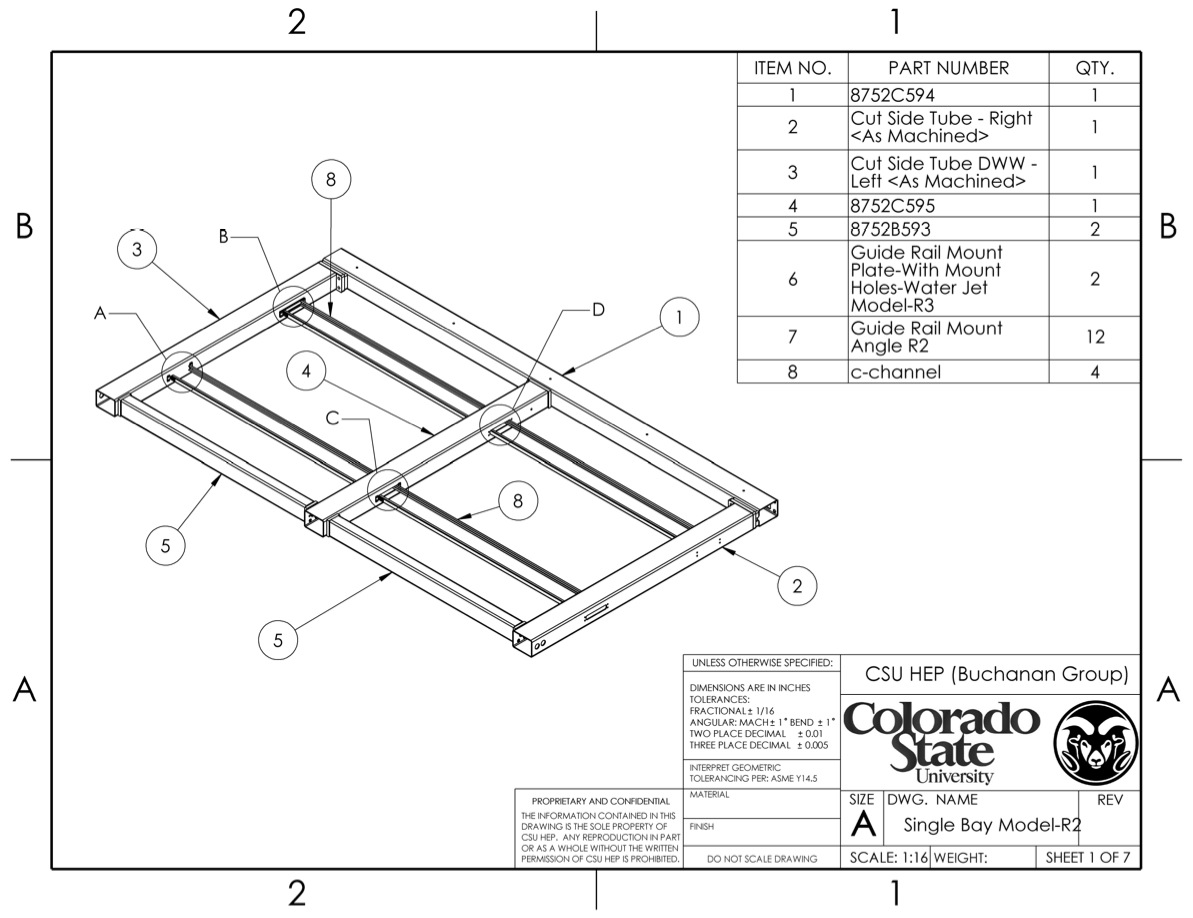 2 1
ITEM NO. PART NUMBER QTY.
1 8752C594 1
2 Cut Side Tube - Right 1
<As Machined>
3 Cut Side Tube DWW - 1
Left <As Machined>
4 8752C595 1
5 8752B593 2
6 Guide Rail Mount 2
Plate-With Mount
Holes-Water Jet
Model-R3
7 Guide Rail Mount 12
Angle R2
8 c-channel 4
8
B B
3 B
A D
1
4
C
8
5
2
5
A A
UNLESS OTHERWISE SPECIFIED:
DIMENSIONS ARE IN INCHES
TOLERANCES:
FRACTIONAL ± 1/16
ANGULAR: MACH ± 1° BEND ± 1°
TWO PLACE DECIMAL ± 0.01
THREE PLACE DECIMAL ± 0.005
INTERPRET GEOMETRIC
TOLERANCING PER: ASME Y14.5
MATERIAL
FINISH
DO NOT SCALE DRAWING
PROPRIETARY AND CONFIDENTIAL
THE INFORMATION CONTAINED IN THIS
DRAWING IS THE SOLE PROPERTY OF
CSU HEP. ANY REPRODUCTION IN PART
OR AS A WHOLE WITHOUT THE WRITTEN
PERMISSION OF CSU HEP IS PROHIBITED.
CSU HEP (Buchanan Group)
Colorado
State
University
SIZE DWG. NAME REV
A Single Bay Model-R2
SCALE: 1:16 WEIGHT: SHEET 1 OF 7
2 1